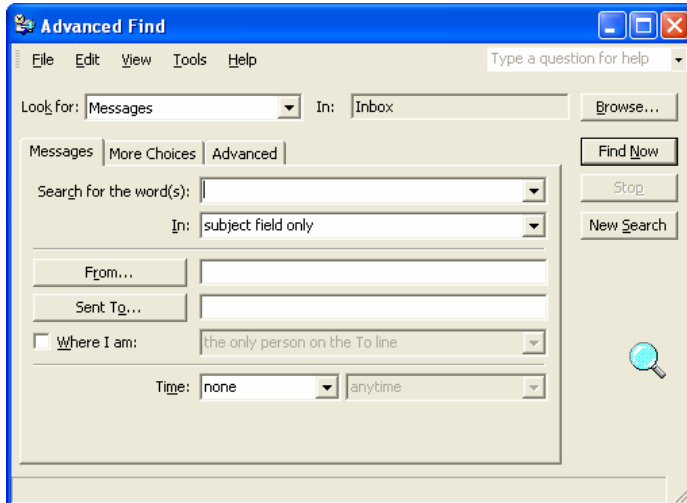 Advanced Find
File Edit View Tools Help Type a question for help
Look for: Messages In: Inbox Browse...
Messages More Choices Advanced Find Now
Search for the word(s): Stop
In: subject field only New Search
From...
Sent To...
Where I am: the only person on the To line
Time: none anytime